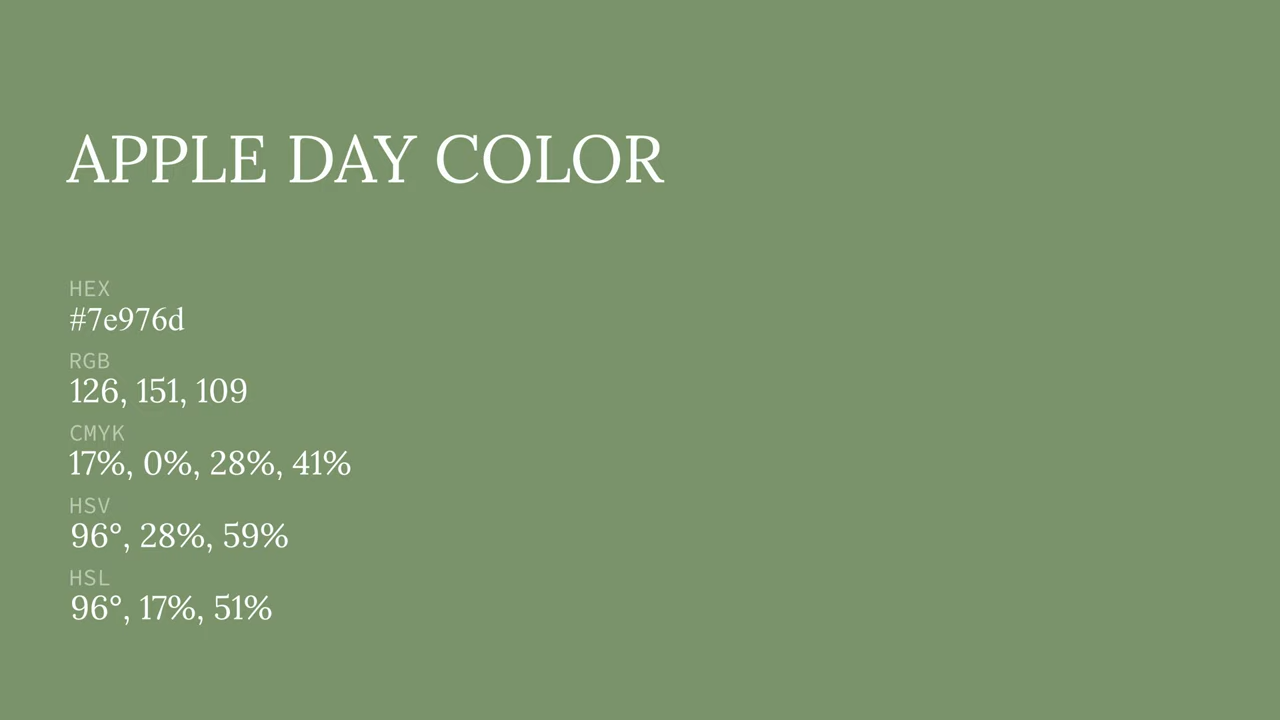 APPLE DAY COLOR
HEX
#7e976d
RGB
126, 151, 109
CMYK
17%, 0%, 28%, 41%
HSV
96°, 28%, 59%
HSL
96°, 17%, 51%